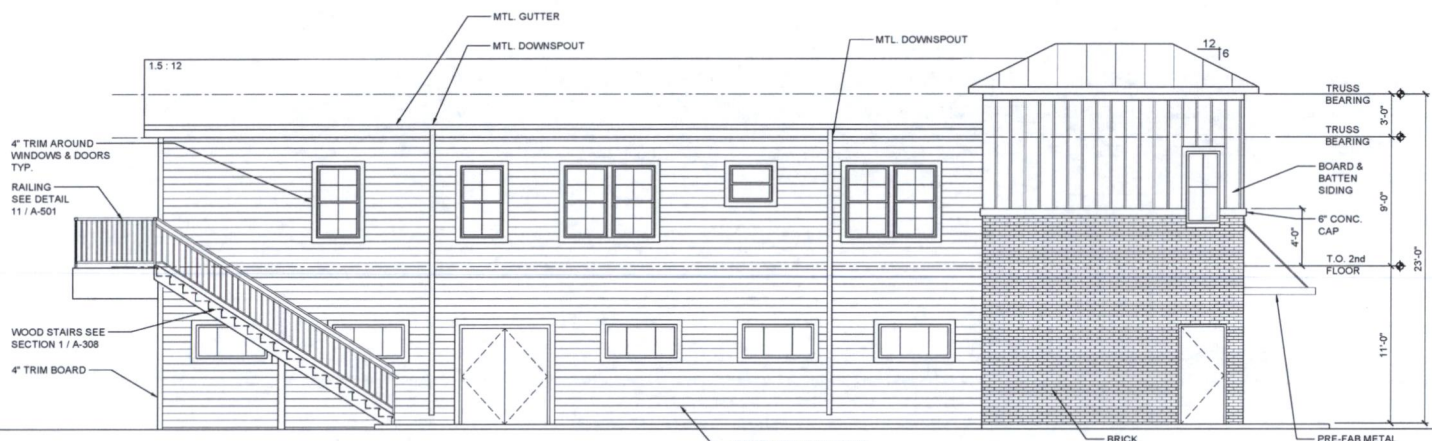 MTL. GUTTER
MTL. DOWNSPOUT
MTL. DOWNSPOUT
12
6
1.5 : 12
TRUSS
BEARING
3'-0"
TRUSS
BEARING
4" TRIM AROUND
WINDOWS & DOORS
TYP.
RAILING
SEE DETAIL
11 / A-501
BOARD &
BATTEN
SIDING
9'-0"
6" CONC.
CAP
4'-0"
T.O. 2nd
FLOOR
23'-0"
WOOD STAIRS SEE
SECTION 1 / A-308
4" TRIM BOARD
11'-0"
BRICK
PRE-FAB METAL